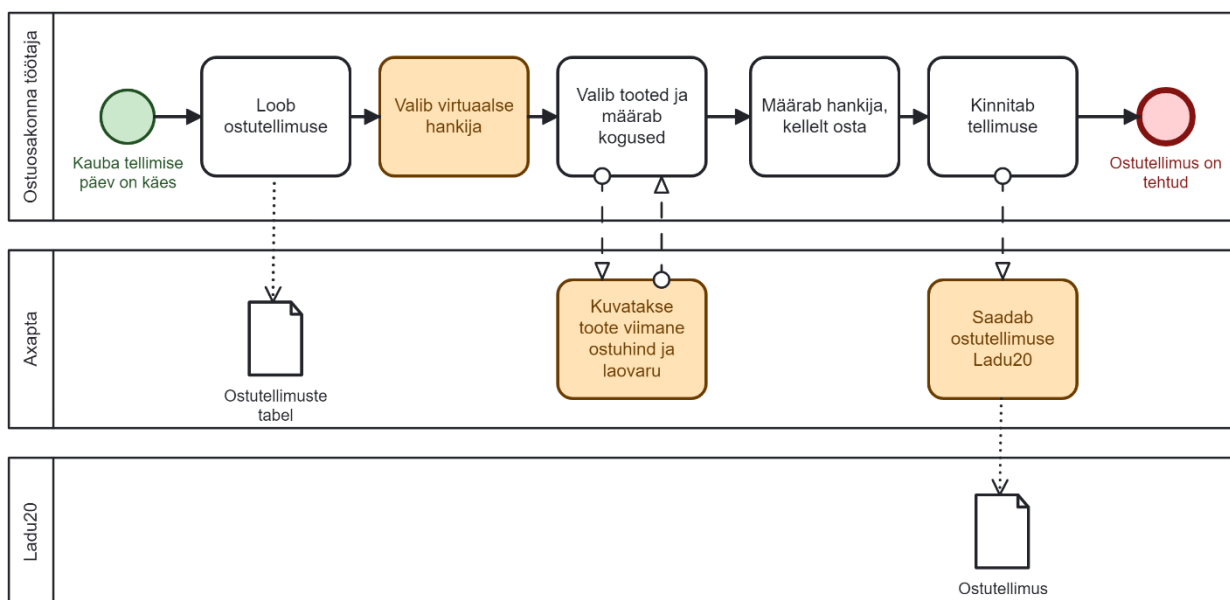 Ostuosakonna töötaja
Kauba tellimise
päev on käes
Loob
ostutellimuse
Valib virtuaalse
hankija
Valib tooted ja
määrab
kogused
Määrab hankija,
kellelt osta
Kinnitab
tellimuse
Ostutellimus on
tehtud
Axapta
Ostutellimuste
tabel
Kuvatakse
toote viimane
ostuhind ja
laovaru
Saadab
ostutellimuse
Ladu20
Ladu20
Ostutellimus